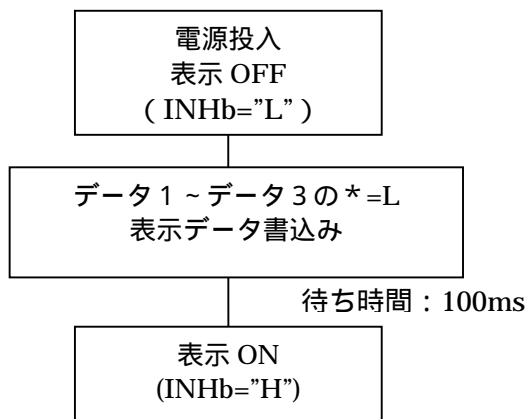 電源投入
表示 OFF
( INHb=”L” )
データ 1 ~ データ 3 の * =L
表示データ書込み
待ち時間:100ms
表示 ON
(INHb="H")